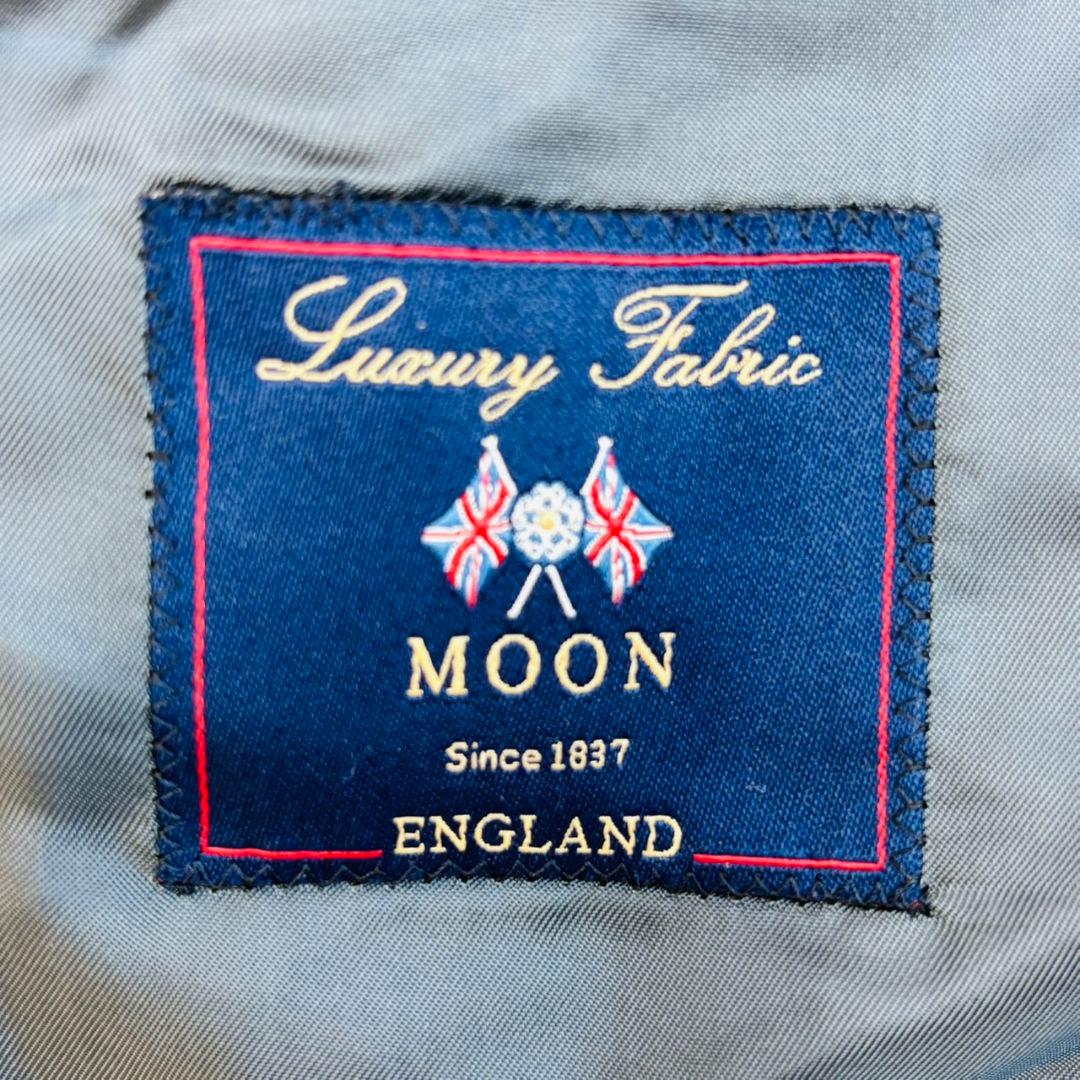 Luxury Fabric
MOON
Since 1837
ENGLAND